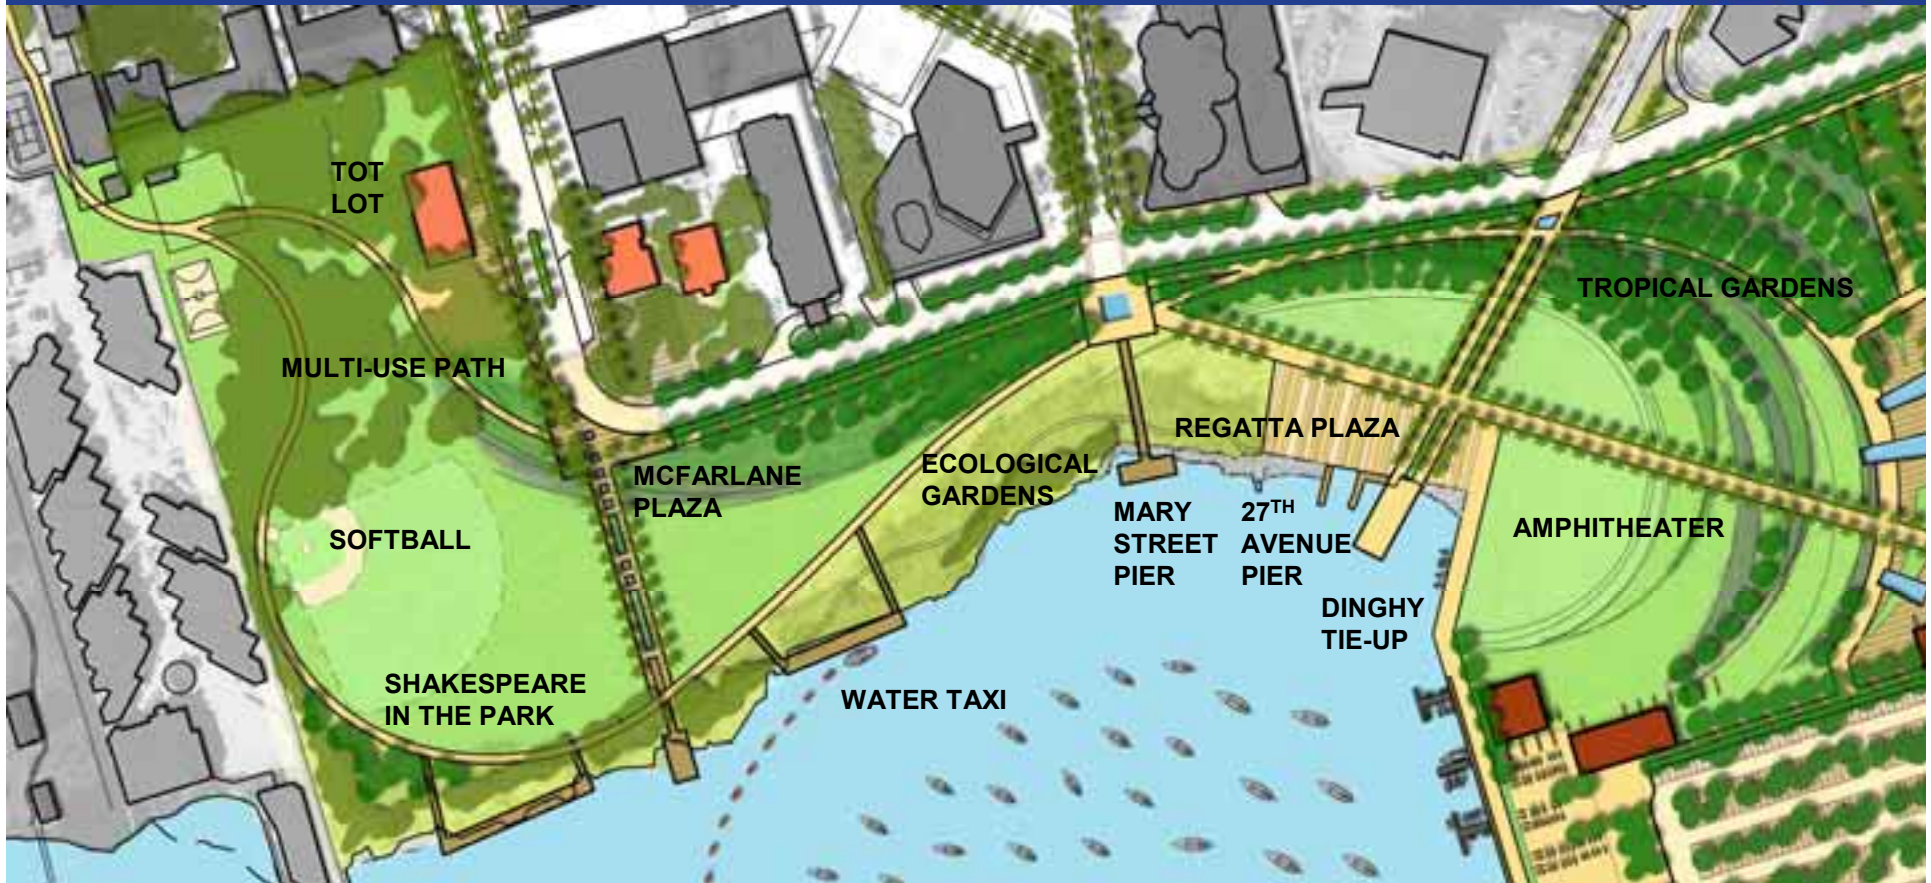 TOT
LOT
TROPICAL GARDENS
MULTI-USE PATH
REGATTA PLAZA
MCFARLANE
PLAZA
ECOLOGICAL
GARDENS
SOFTBALL
MARY
STREET
PIER
27TH
AVENUE
PIER
AMPHITHEATER
DINGHY
TIE-UP
SHAKESPEARE
IN THE PARK
WATER TAXI